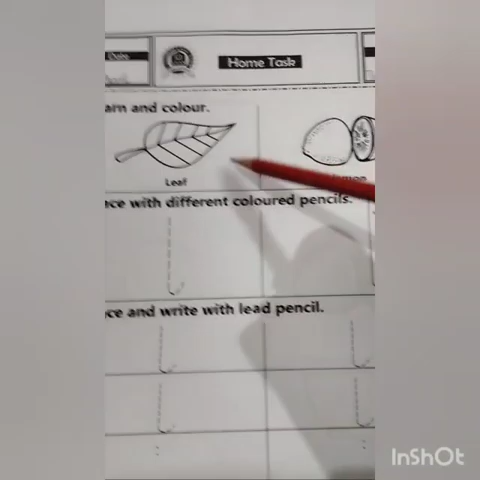 Home Task
arn and colour.
Leaf
ce with different coloured pencils.
ce and write with lead pencil.
InShOt